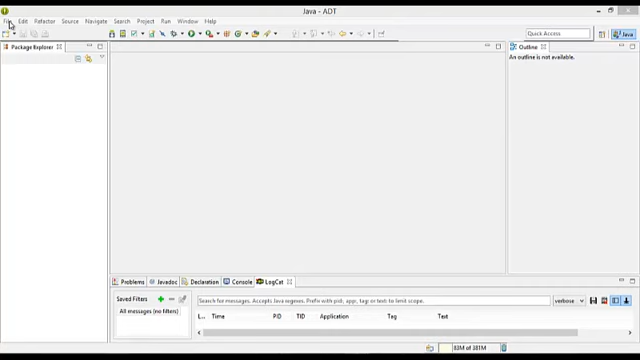 Java - ADT
File Edit Refactor Source Navigate Search Project Run Window Help
Quick Access
Java
Package Explorer
Outline
An outline is not available.
Problems Javadoc Declaration Console LogCat
Saved Filters
Search for messages. Accepts Java regexes. Prefix with pid:, app:, tag: or text: to limit scope.
verbose
All messages (no filters)
L... Time PID TID Application Tag Text
83M of 381M